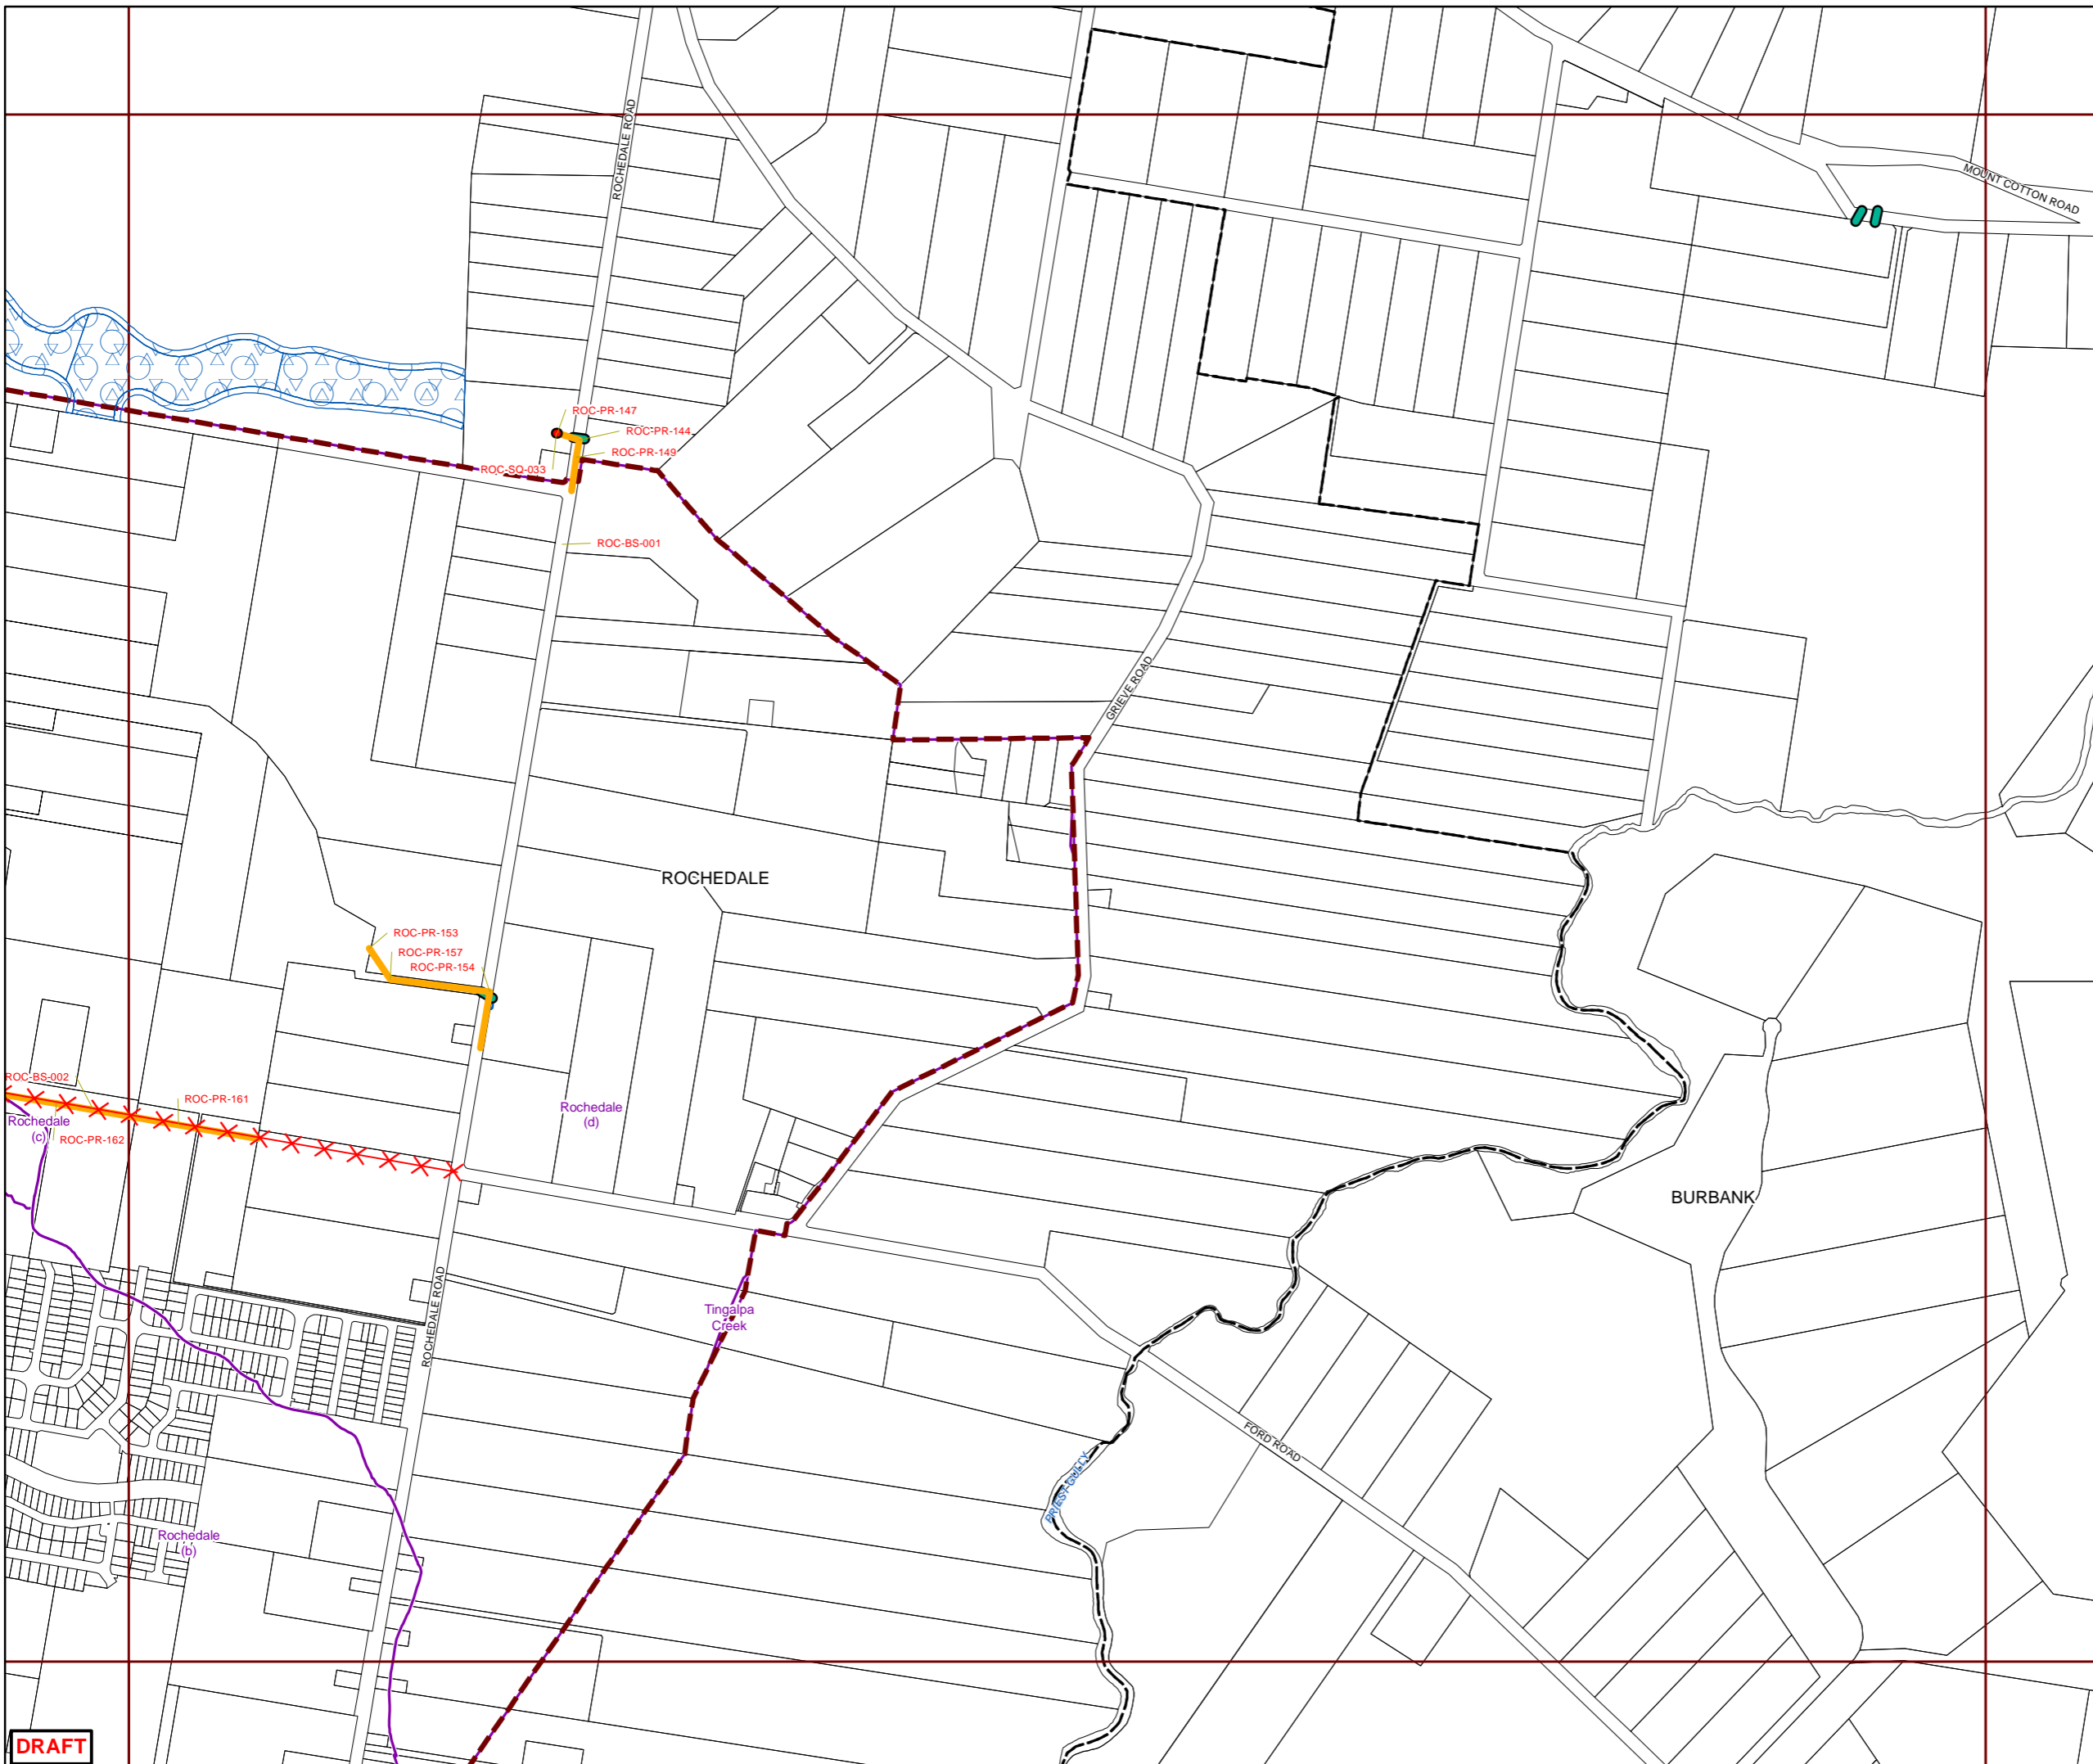 ROCHEDALE ROAD
MOUNT COTTON ROAD
ROC-PR-147
ROC-PR-144
ROC-PR-149
ROC-SQ-033
ROC-BS-001
GRIEVE ROAD
ROCHEDALE
ROC-PR-153
ROC-PR-157
ROC-PR-154
ROC-BS-002
ROC-PR-161
Rochedale
(c)
ROC-PR-162
Rochedale
(d)
BURBANK
ROCHEDALE ROAD
Tingalpa
Creek
FORD ROAD
PRIEST GULLY
Rochedale
(b)
DRAFT